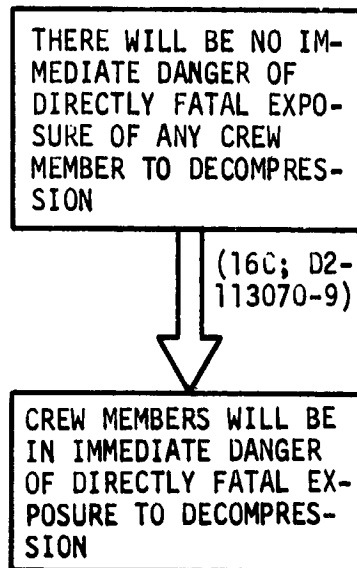 THERE WILL BE NO IM-
MEDIATE DANGER OF
DIRECTLY FATAL EXPO-
SURE OF ANY CREW
MEMBER TO DECOMPRES-
SION
(16C; D2-
113070-9)
CREW MEMBERS WILL BE
IN IMMEDIATE DANGER
OF DIRECTLY FATAL EX-
POSURE TO DECOMPRES-
SION